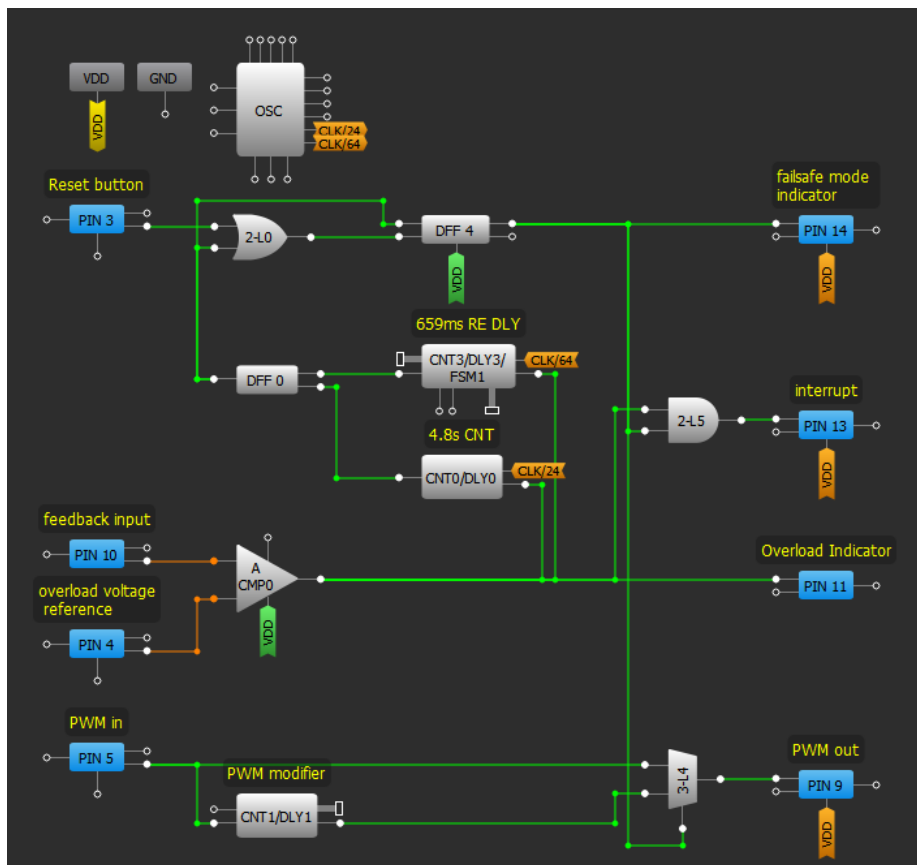 VDD
GND
VDD
OSC
CLK/24
CLK/64
Reset button
PIN 3
2-L0
DFF 4
VDD
failsafe mode
indicator
PIN 14
VDD
659ms RE DLY
DFF 0
CNT3/DLY3/
FSM1
CLK/64
4.8s CNT
CNT0/DLY0
CLK/24
2-L5
interrupt
PIN 13
VDD
feedback input
PIN 10
A
CMP0
VDD
overload voltage
reference
PIN 4
Overload Indicator
PIN 11
PWM in
PIN 5
PWM modifier
CNT1/DLY1
3-L4
PWM out
PIN 9
VDD